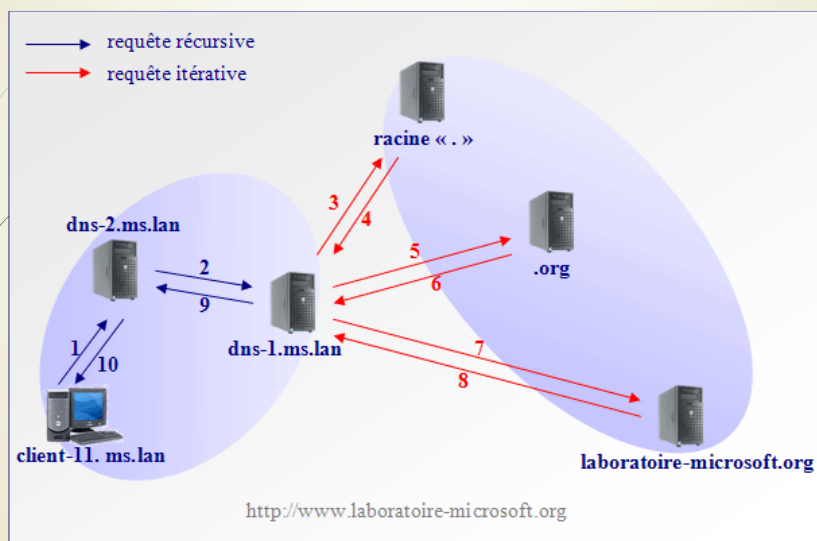 requête récursive
requête itérative
racine « . »
3
4
dns-2.ms.lan
2
9
5
6
.org
dns-1.ms.lan
1
10
7
8
client-11. ms.lan
laboratoire-microsoft.org
http://www.laboratoire-microsoft.org